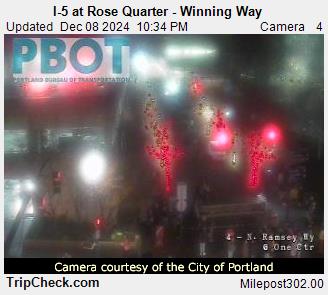 I-5 at Rose Quarter - Winning Way
Updated Dec 08 2024 10:34 PM Camera 4
PBOT
PORTLAND BUREAU OF TRANSPORTATION
4 - N. Ramsey Wy
@ One Ctr
Camera courtesy of the City of Portland
TripCheck.com Milepost302.00